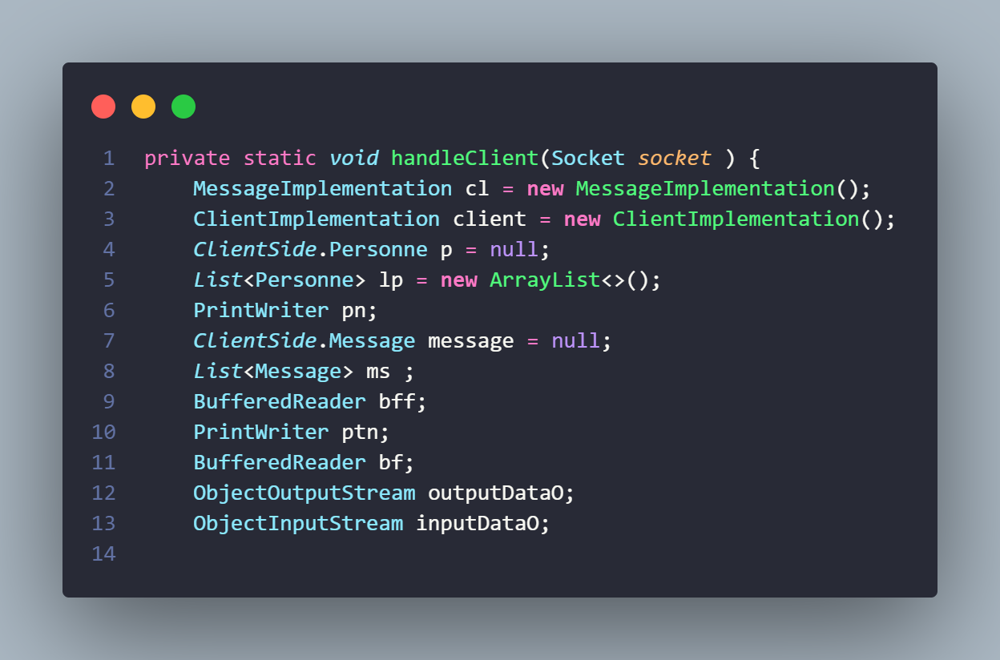 1 private static void handleClient(Socket socket ) {
2     MessageImplementation cl = new MessageImplementation();
3     ClientImplementation client = new ClientImplementation();
4     ClientSide.Personne p = null;
5     List<Personne> lp = new ArrayList<>();
6     PrintWriter pn;
7     ClientSide.Message message = null;
8     List<Message> ms ;
9     BufferedReader bff;
10     PrintWriter ptn;
11     BufferedReader bf;
12     ObjectOutputStream outputDataO;
13     ObjectInputStream inputDataO;
14